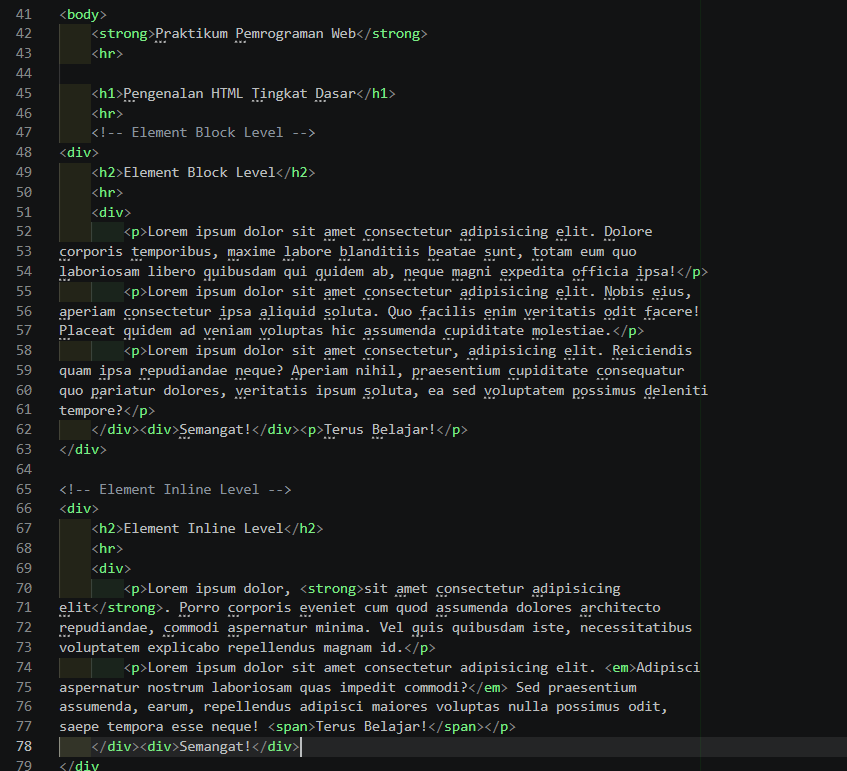 41 <body>
42     <strong>Praktikum Pemrograman Web</strong>
43     <hr>
44
45     <h1>Pengenalan HTML Tingkat Dasar</h1>
46     <hr>
47     <!-- Element Block Level -->
48 <div>
49     <h2>Element Block Level</h2>
50     <hr>
51     <div>
52         <p>Lorem ipsum dolor sit amet consectetur adipisicing elit. Dolore
53 corporis temporibus, maxime labore blanditiis beatae sunt, totam eum quo
54 laboriosam libero quibusdam qui quidem ab, neque magni expedita officia ipsa!</p>
55         <p>Lorem ipsum dolor sit amet consectetur adipisicing elit. Nobis eius,
56 aperiam consectetur ipsa aliquid soluta. Quo facilis enim veritatis odit facere!
57 Placeat quidem ad veniam voluptas hic assumenda cupiditate molestiae.</p>
58         <p>Lorem ipsum dolor sit amet consectetur, adipisicing elit. Reiciendis
59 quam ipsa repudiandae neque? Aperiam nihil, praesentium cupiditate consequatur
60 quo pariatur dolores, veritatis ipsum soluta, ea sed voluptatem possimus deleniti
61 tempore?</p>
62     </div><div>Semangat!</div><p>Terus Belajar!</p>
63 </div>
64
65 <!-- Element Inline Level -->
66 <div>
67     <h2>Element Inline Level</h2>
68     <hr>
69     <div>
70         <p>Lorem ipsum dolor, <strong>sit amet consectetur adipisicing
71 elit</strong>. Porro corporis eveniet cum quod assumenda dolores architecto
72 repudiandae, commodi aspernatur minima. Vel quis quibusdam iste, necessitatibus
73 voluptatem explicabo repellendus magnam id.</p>
74         <p>Lorem ipsum dolor sit amet consectetur adipisicing elit. <em>Adipisci
75 aspernatur nostrum laboriosam quas impedit commodi?</em> Sed praesentium
76 assumenda, earum, repellendus adipisci maiores voluptas nulla possimus odit,
77 saepe tempora esse neque! <span>Terus Belajar!</span></p>
78     </div><div>Semangat!</div>
79 </div